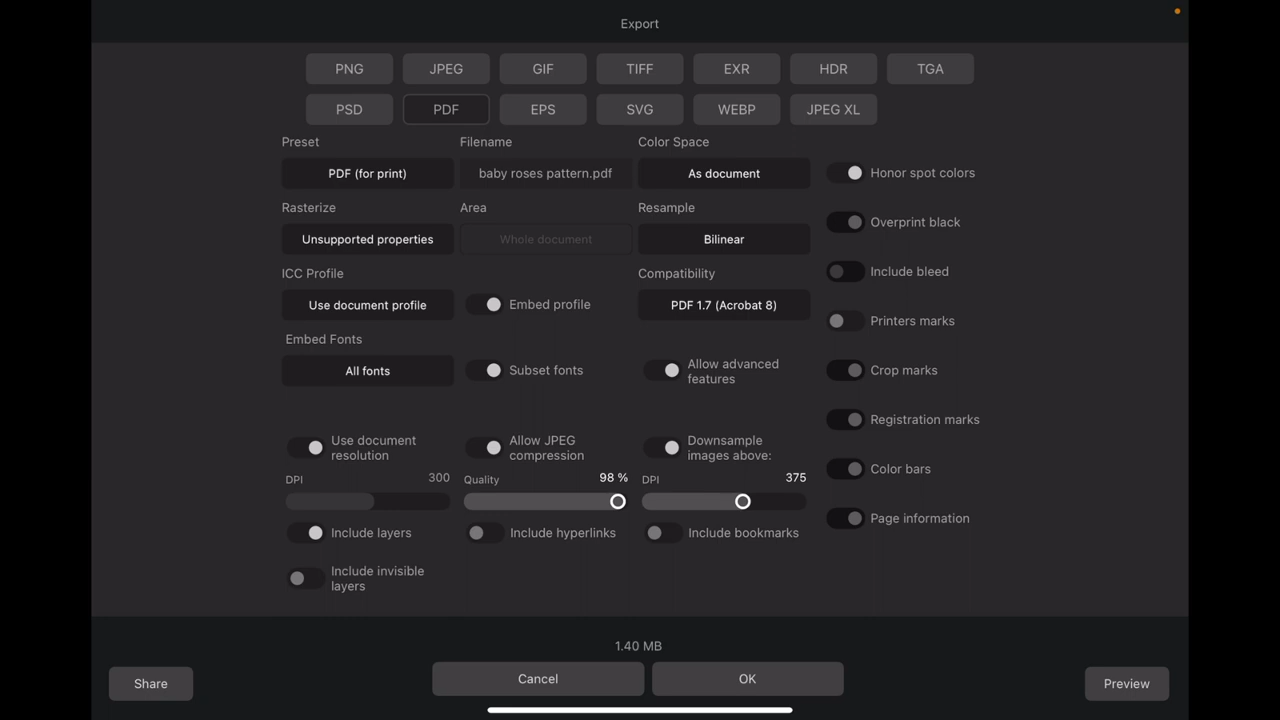 Export
PNG JPEG GIF TIFF EXR HDR TGA
PSD PDF EPS SVG WEBP JPEG XL
Preset Filename Color Space
PDF (for print) baby roses pattern.pdf As document Honor spot colors
Rasterize Area Resample
Overprint black
Unsupported properties Whole document Bilinear
ICC Profile Compatibility Include bleed
Use document profile Embed profile PDF 1.7 (Acrobat 8)
Printers marks
Embed Fonts
All fonts Subset fonts Allow advanced
features
Crop marks
Registration marks
Use document
resolution
Allow JPEG
compression
Downsample
images above:
Color bars
DPI 300 Quality 98 % DPI 375
Page information
Include layers Include hyperlinks Include bookmarks
Include invisible
layers
1.40 MB
Share Cancel OK Preview